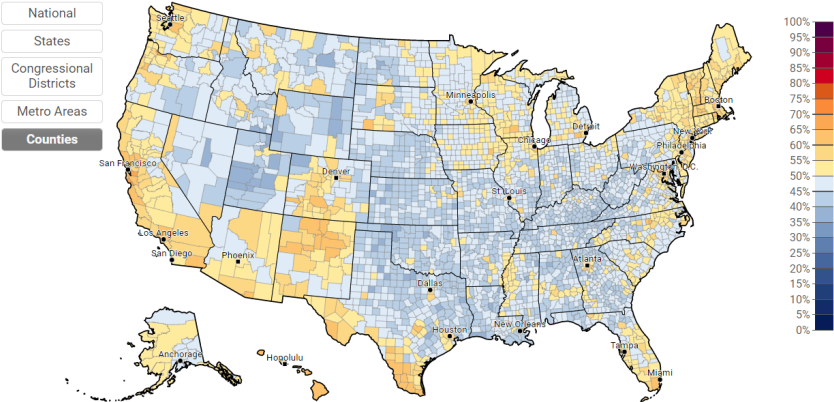 National
States
Congressional
Districts
Metro Areas
Counties
Seattle
Minneapolis
Boston
Detroit
Chicago
New York
Philadelphia
San Francisco
Denver
Washington, D.C.
St Louis
Los Angeles
San Diego
Phoenix
Atlanta
Dallas
Houston
New Orleans
Anchorage
Honolulu
Tampa
Miami
100%
95%
90%
85%
80%
75%
70%
65%
60%
55%
50%
45%
40%
35%
30%
25%
20%
15%
10%
5%
0%